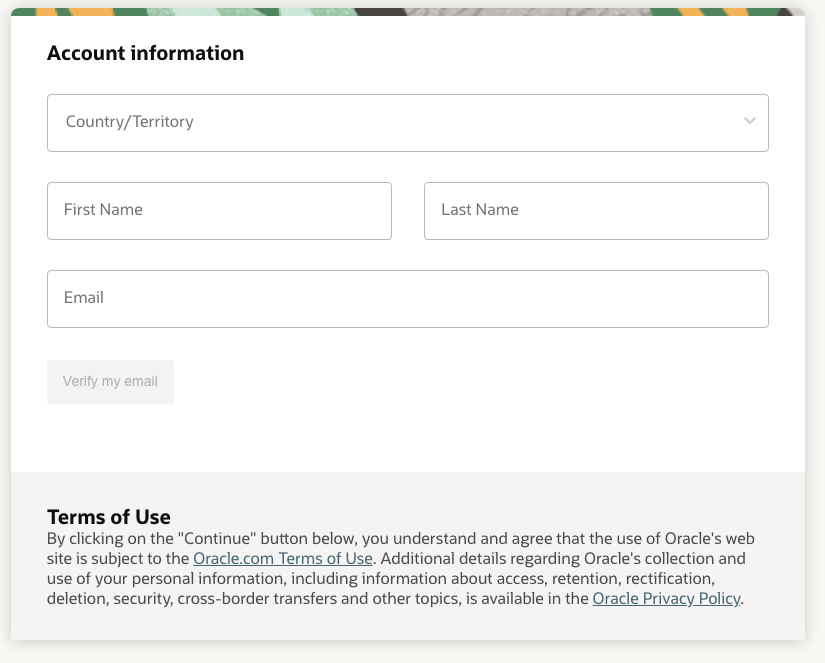 Account information
Country/Territory
First Name
Last Name
Email
Verify my email
Terms of Use
By clicking on the "Continue" button below, you understand and agree that the use of Oracle's web
site is subject to the Oracle.com Terms of Use. Additional details regarding Oracle's collection and
use of your personal information, including information about access, retention, rectification,
deletion, security, cross-border transfers and other topics, is available in the Oracle Privacy Policy.